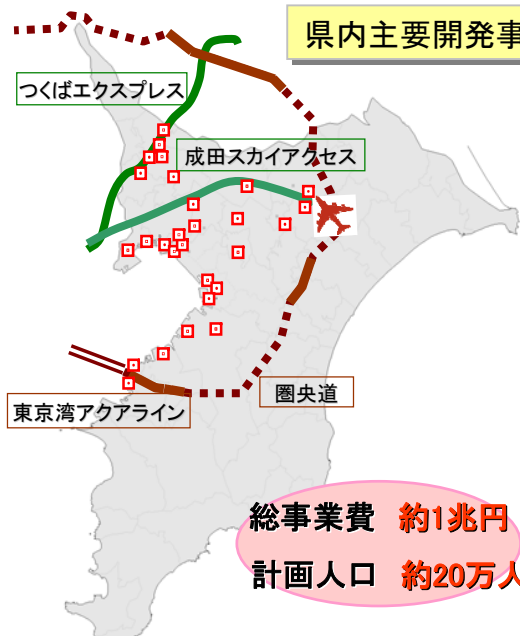 県内主要開発事
つくばエクスプレス
成田スカイアクセス
圏央道
東京湾アクアライン
総事業費 約1兆円
計画人口 約20万人